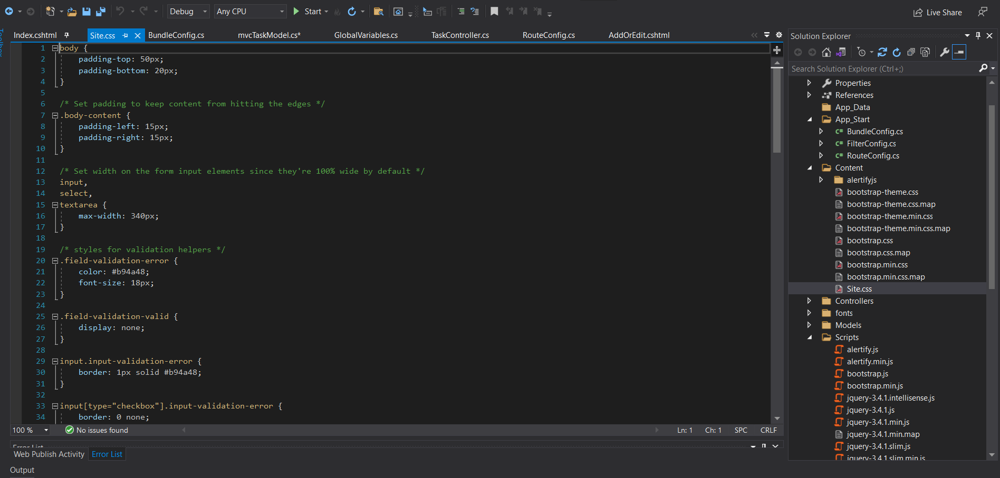 Debug Any CPU Start Live Share
Toolbox
Index.cshtml Site.css BundleConfig.cs mvcTaskModel.cs* GlobalVariables.cs TaskController.cs RouteConfig.cs AddOrEdit.cshtml
1 body {
2 padding-top: 50px;
3 padding-bottom: 20px;
4 }
5
6 /* Set padding to keep content from hitting the edges */
7 .body-content {
8 padding-left: 15px;
9 padding-right: 15px;
10 }
11
12 /* Set width on the form input elements since they're 100% wide by default */
13 input,
14 select,
15 textarea {
16 max-width: 340px;
17 }
18
19 /* styles for validation helpers */
20 .field-validation-error {
21 color: #b94a48;
22 font-size: 18px;
23 }
24
25 .field-validation-valid {
26 display: none;
27 }
28
29 input.input-validation-error {
30 border: 1px solid #b94a48;
31 }
32
33 input[type="checkbox"].input-validation-error {
34 border: 0 none;
100 % No issues found Ln: 1 Ch: 1 SPC CRLF
Error List
Web Publish Activity Error List
Output
Solution Explorer
Search Solution Explorer (Ctrl+;)
Properties
References
App_Data
App_Start
C# BundleConfig.cs
C# FilterConfig.cs
C# RouteConfig.cs
Content
alertifyjs
bootstrap-theme.css
bootstrap-theme.css.map
bootstrap-theme.min.css
bootstrap-theme.min.css.map
bootstrap.css
bootstrap.css.map
bootstrap.min.css
bootstrap.min.css.map
Site.css
Controllers
fonts
Models
Scripts
alertify.js
alertify.min.js
bootstrap.js
bootstrap.min.js
jquery-3.4.1.intellisense.js
jquery-3.4.1.js
jquery-3.4.1.min.js
jquery-3.4.1.min.map
jquery-3.4.1.slim.js
jquery-3.4.1.slim.min.js